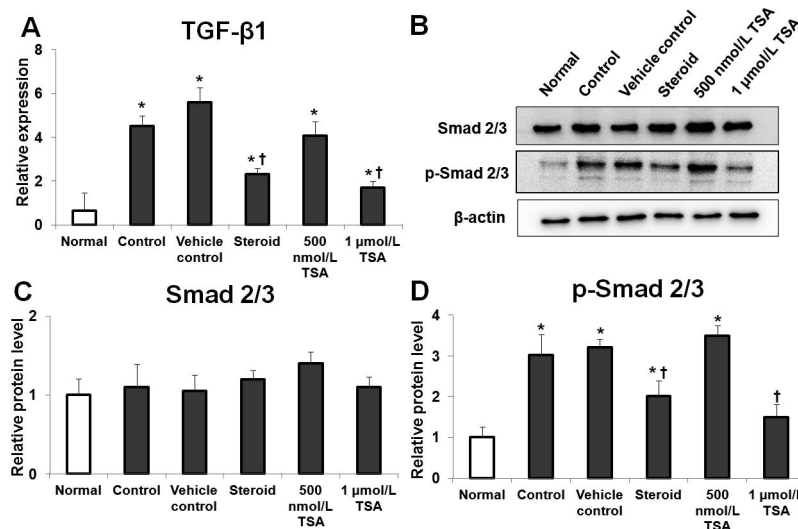 A
TGF-β1
Relative expression
8
6
4
2
0
*
*
* †
*
* †
Normal
Control
Vehicle control
Steroid
500 nmol/L TSA
1 µmol/L TSA
B
Normal
Control
Vehicle control
Steroid
500 nmol/L TSA
1 µmol/L TSA
Smad 2/3
p-Smad 2/3
β-actin
C
Smad 2/3
Relative protein level
2
1
0
Normal
Control
Vehicle control
Steroid
500 nmol/L TSA
1 µmol/L TSA
D
p-Smad 2/3
Relative protein level
4
3
2
1
0
*
*
* †
*
†
Normal
Control
Vehicle control
Steroid
500 nmol/L TSA
1 µmol/L TSA